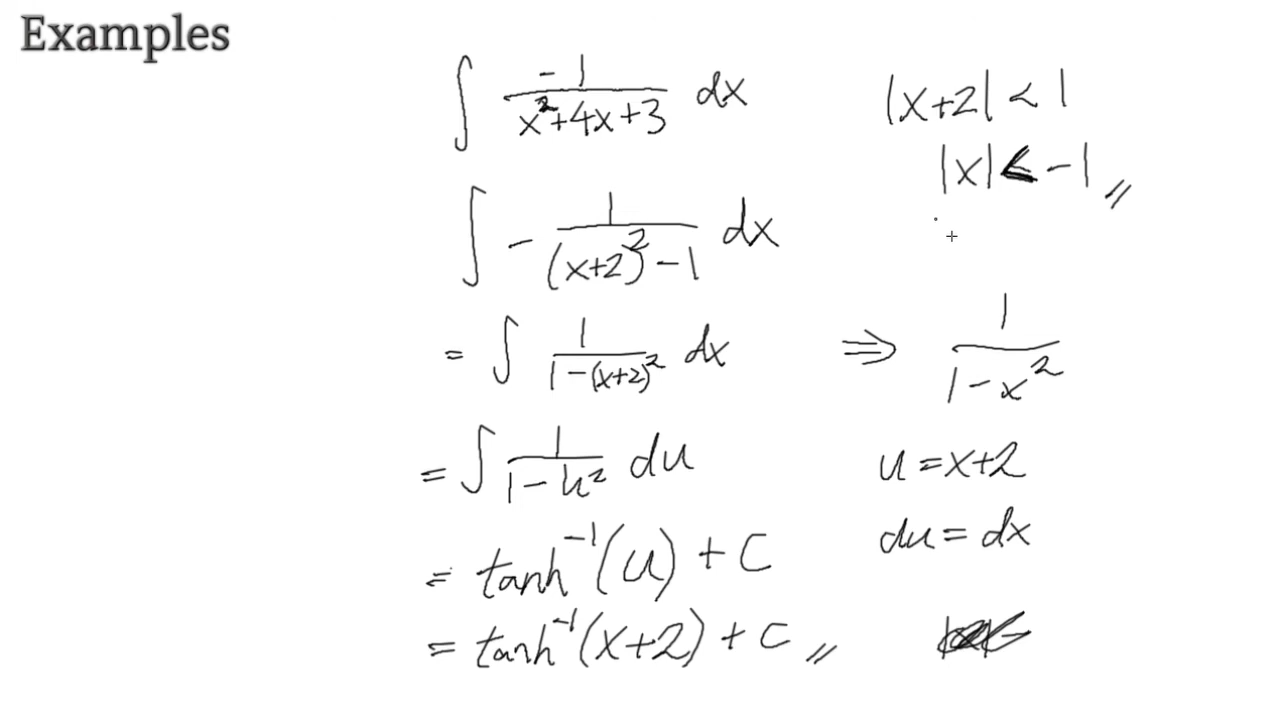 Examples
∫ -1/(x²+4x+3) dx
|x+2| < 1
|x| < -1 //
∫ - 1/((x+2)² - 1) dx
= ∫ 1/(1-(x+2)²) dx ⇒ 1/(1-x²)
= ∫ 1/(1-u²) du u = x+2
du = dx
= tanh⁻¹(u) + C
= tanh⁻¹(x+2) + C //